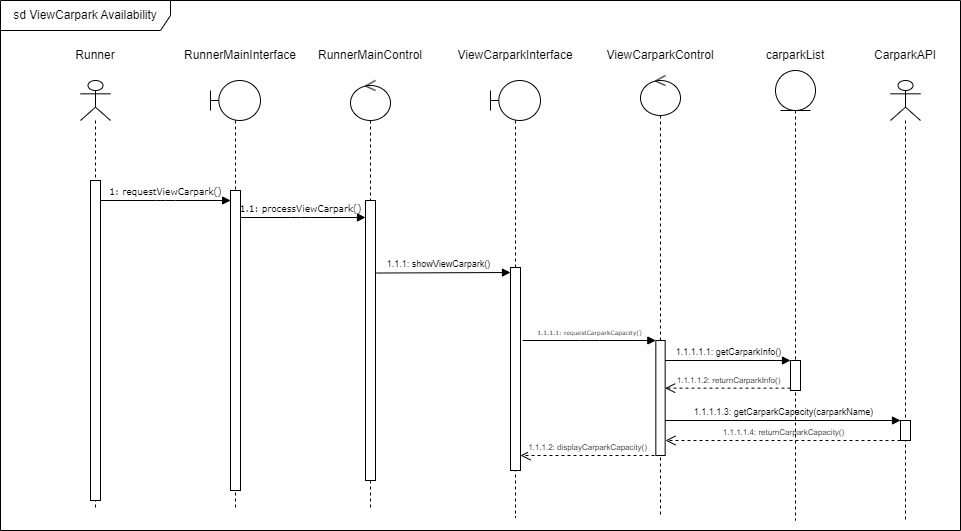 sd ViewCarpark Availability
Runner
RunnerMainInterface
RunnerMainControl
ViewCarparkInterface
ViewCarparkControl
carparkList
CarparkAPI
1: requestViewCarpark()
1.1: processViewCarpark()
1.1.1: showViewCarpark()
1.1.1.1: requestCarparkCapacity()
1.1.1.1.1: getCarparkInfo()
1.1.1.1.2: returnCarparkInfo()
1.1.1.1.3: getCarparkCapacity(carparkName)
1.1.1.1.4: returnCarparkCapacity()
1.1.1.2: displayCarparkCapacity()